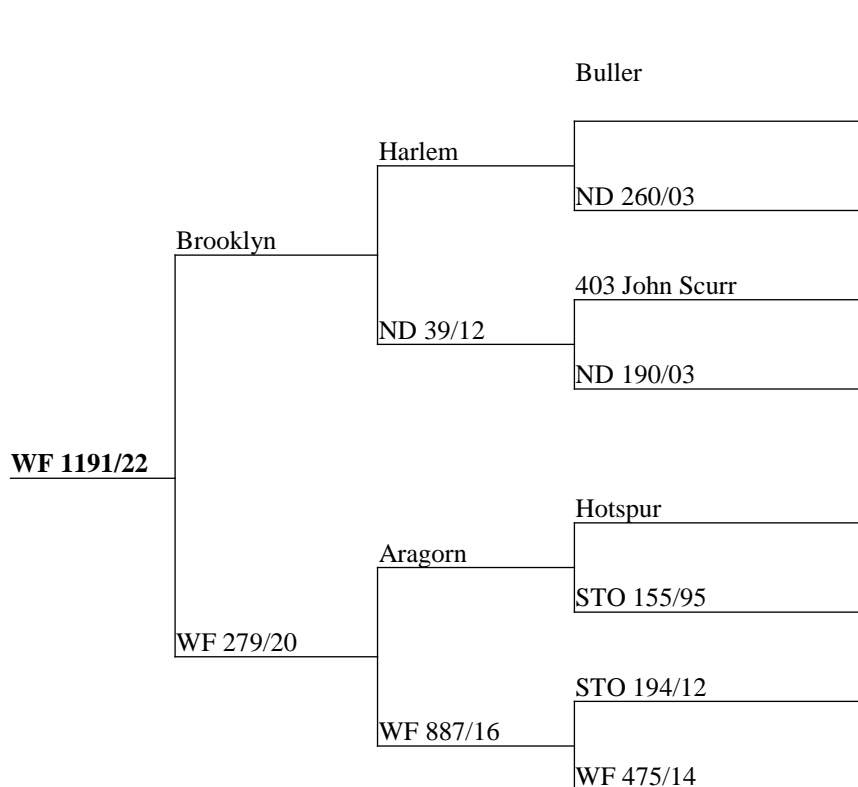 Buller
Harlem
ND 260/03
Brooklyn
403 John Scurr
ND 39/12
ND 190/03
WF 1191/22
Hotspur
Aragorn
STO 155/95
WF 279/20
STO 194/12
WF 887/16
WF 475/14